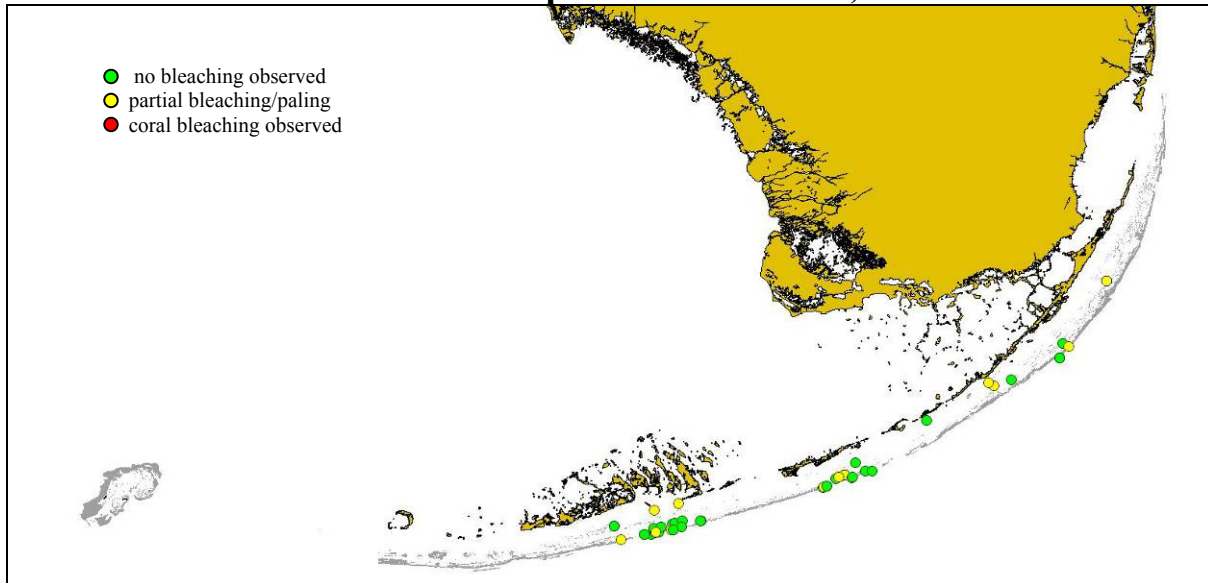 no bleaching observed
partial bleaching/paling
coral bleaching observed